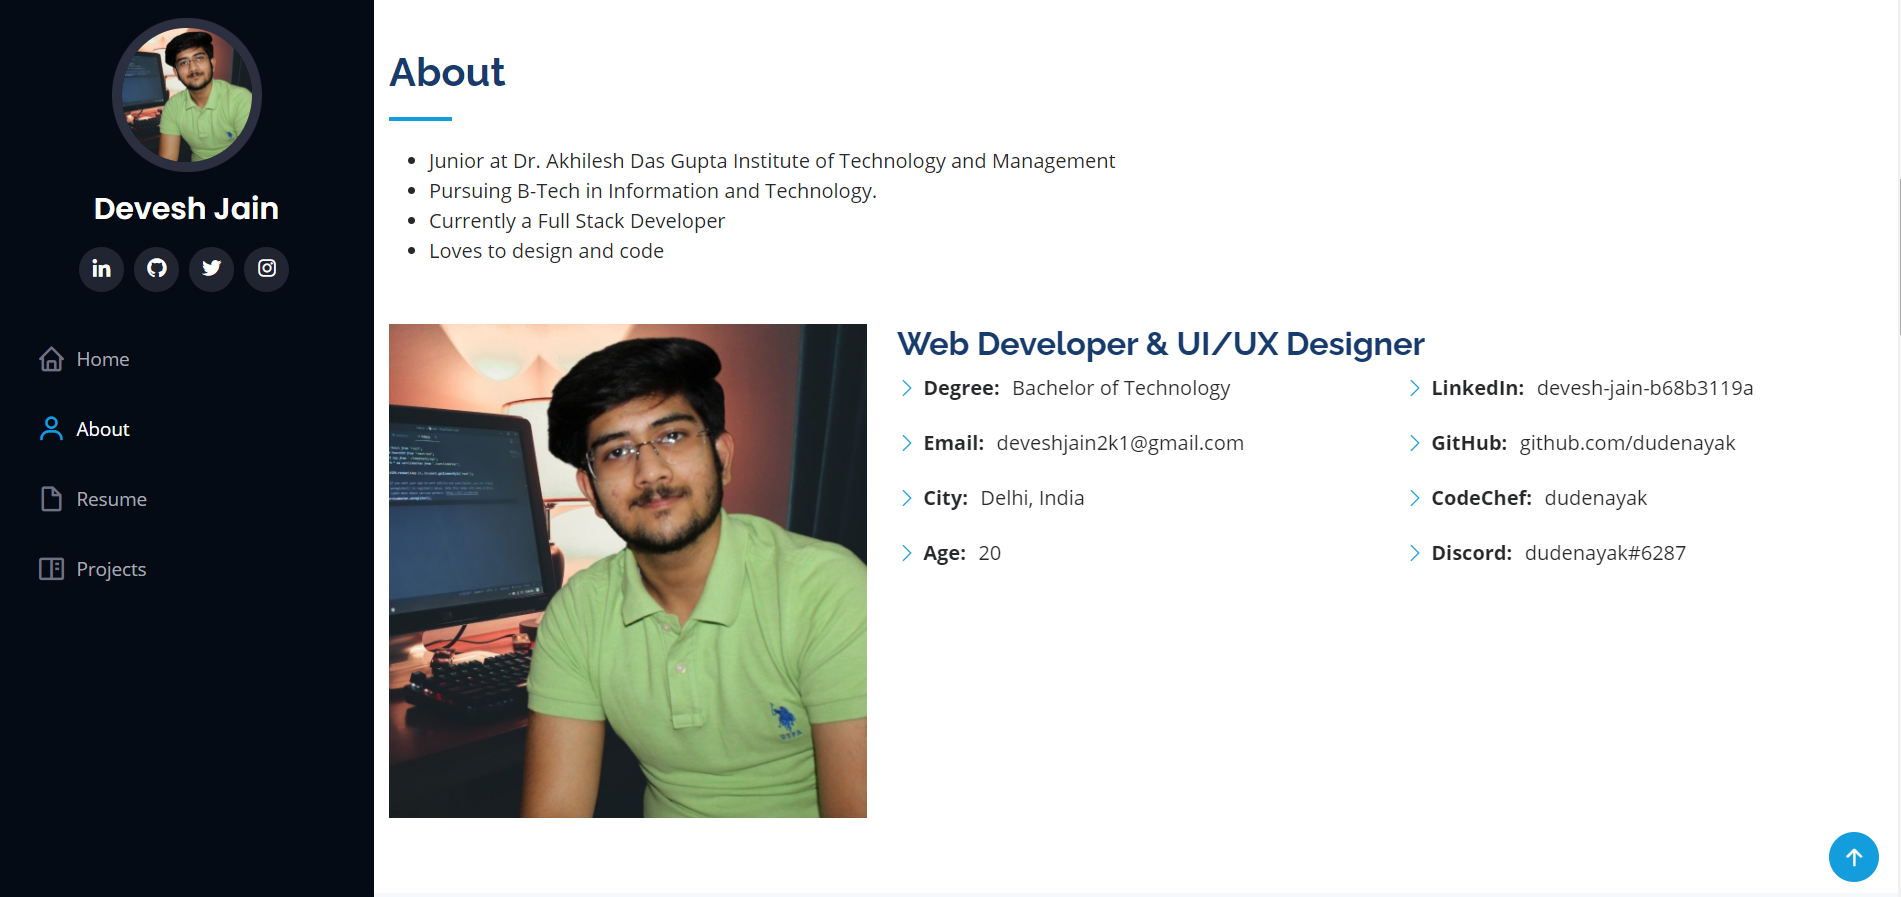 Devesh Jain
Home
About
Resume
Projects
About
Junior at Dr. Akhilesh Das Gupta Institute of Technology and Management
Pursuing B-Tech in Information and Technology.
Currently a Full Stack Developer
Loves to design and code
Web Developer & UI/UX Designer
Degree: Bachelor of Technology
Email: deveshjain2k1@gmail.com
City: Delhi, India
Age: 20
LinkedIn: devesh-jain-b68b3119a
GitHub: github.com/dudenayak
CodeChef: dudenayak
Discord: dudenayak#6287